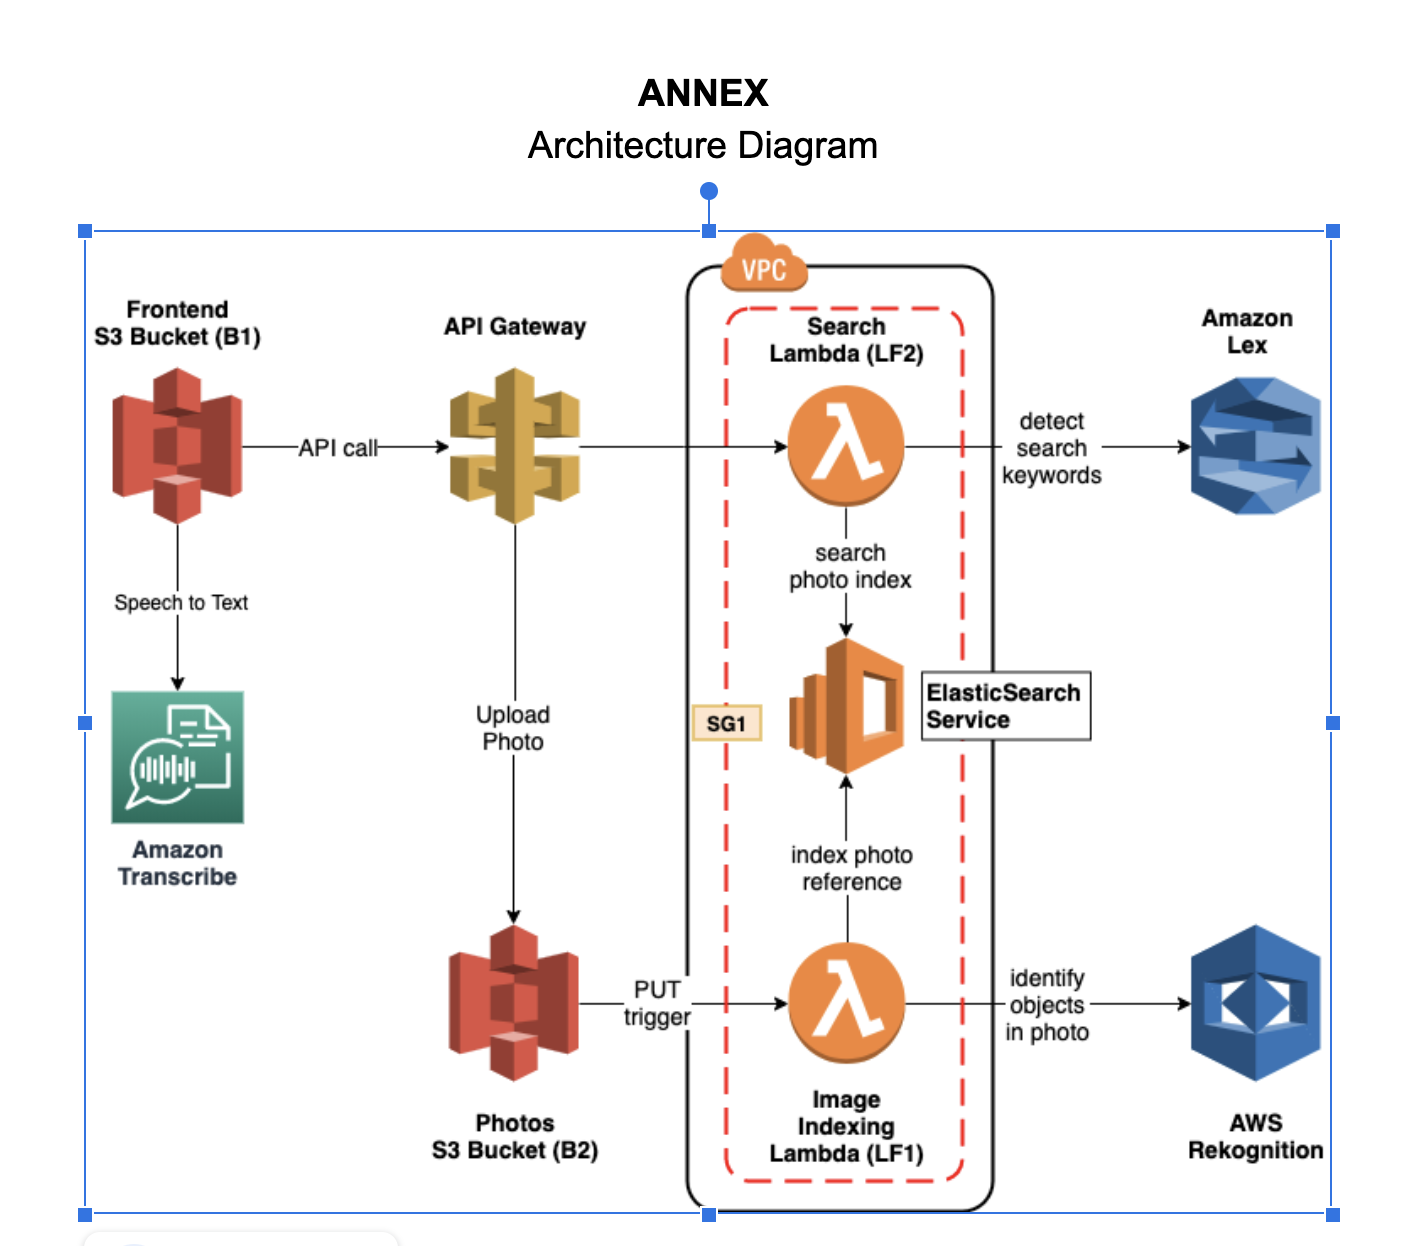 ANNEX
Architecture Diagram
VPC
Frontend
S3 Bucket (B1)
API Gateway
Search
Lambda (LF2)
Amazon
Lex
API call
detect
search
keywords
search
photo index
Speech to Text
ElasticSearch
Service
SG1
Upload
Photo
Amazon
Transcribe
index photo
reference
PUT
trigger
identify
objects
in photo
Photos
S3 Bucket (B2)
Image
Indexing
Lambda (LF1)
AWS
Rekognition